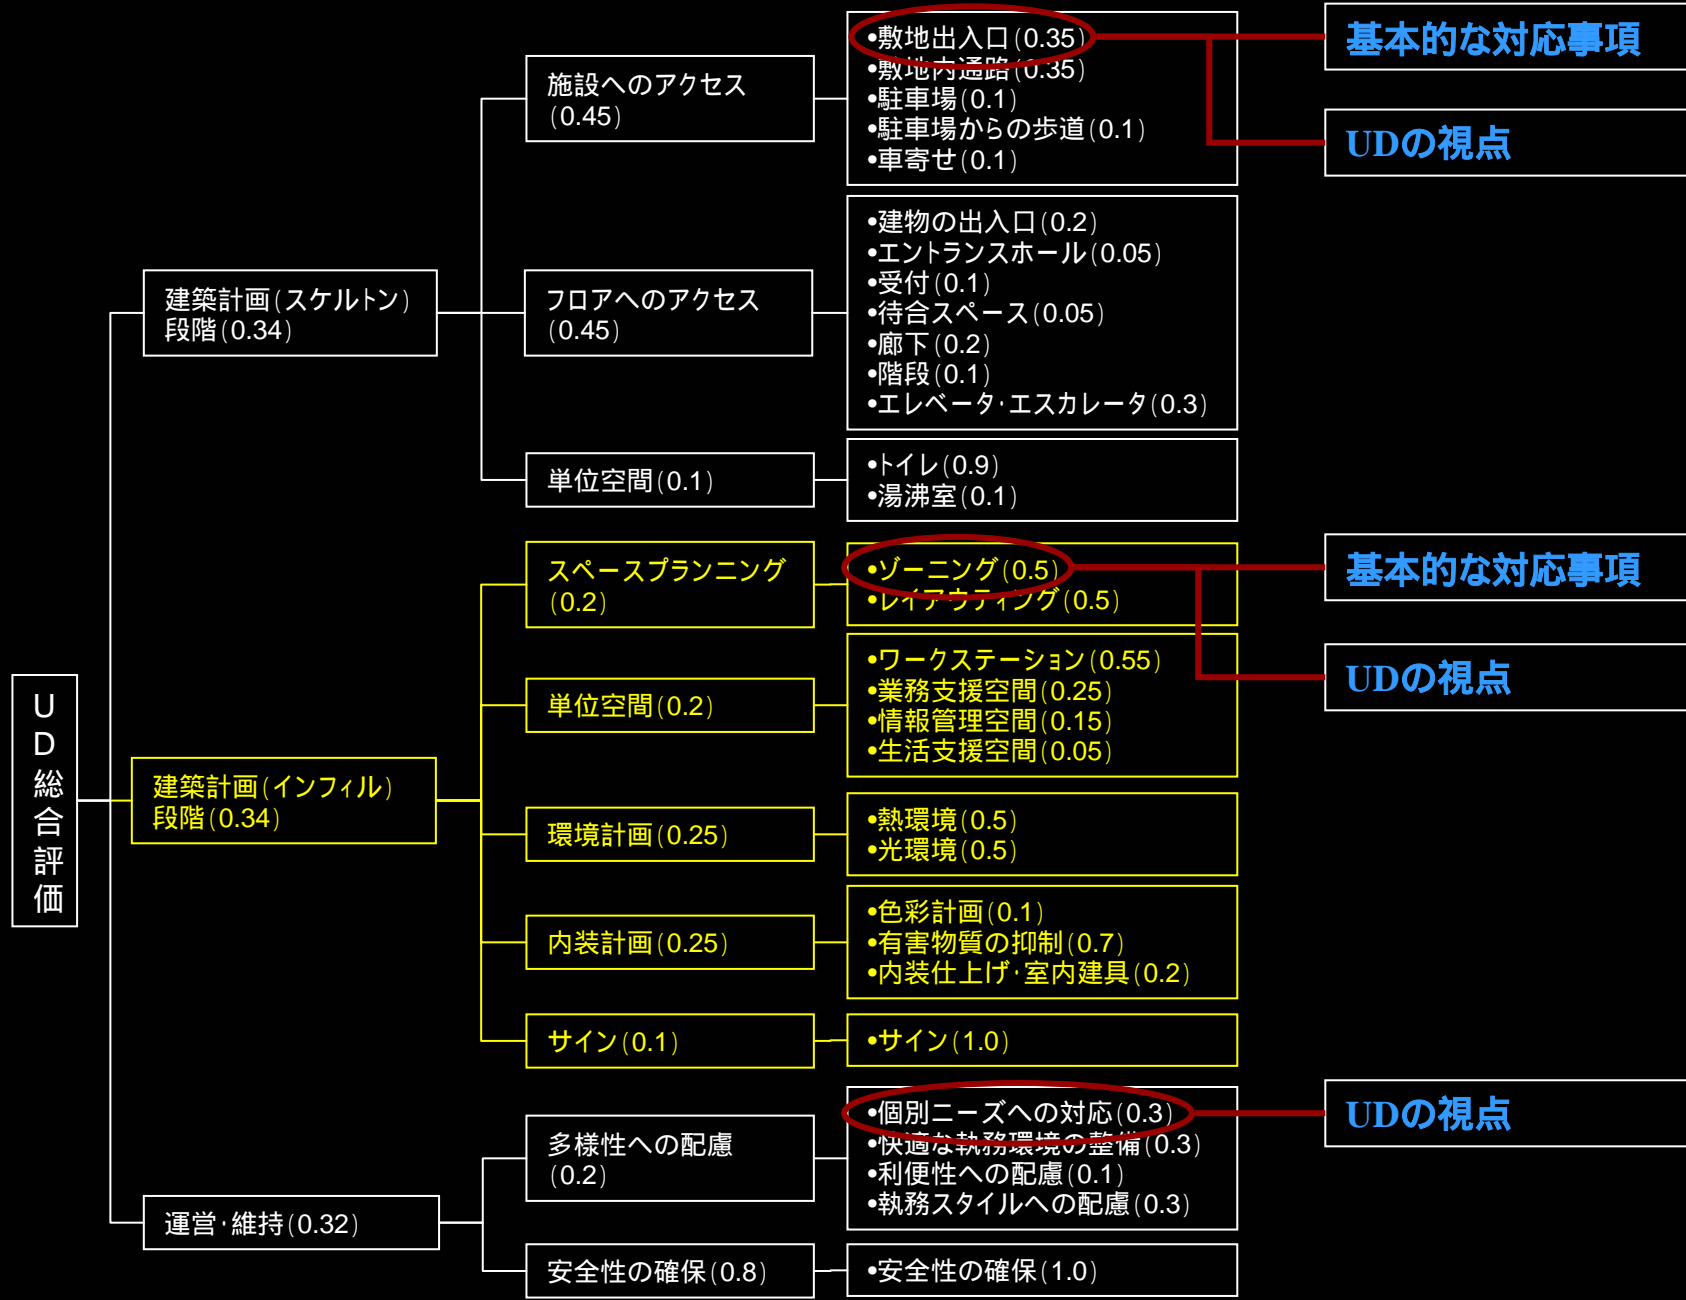 UD総合評価
建築計画(スケルトン)
段階(0.34)
施設へのアクセス
(0.45)
•敷地出入口(0.35)
•敷地内通路(0.35)
•駐車場(0.1)
•駐車場からの歩道(0.1)
•車寄せ(0.1)
基本的な対応事項
UDの視点
フロアへのアクセス
(0.45)
•建物の出入口(0.2)
•エントランスホール(0.05)
•受付(0.1)
•待合スペース(0.05)
•廊下(0.2)
•階段(0.1)
•エレベータ・エスカレータ(0.3)
単位空間(0.1)
•トイレ(0.9)
•湯沸室(0.1)
建築計画(インフィル)
段階(0.34)
スペースプランニング
(0.2)
•ゾーニング(0.5)
•レイアウティング(0.5)
基本的な対応事項
UDの視点
単位空間(0.2)
•ワークステーション(0.55)
•業務支援空間(0.25)
•情報管理空間(0.15)
•生活支援空間(0.05)
環境計画(0.25)
•熱環境(0.5)
•光環境(0.5)
内装計画(0.25)
•色彩計画(0.1)
•有害物質の抑制(0.7)
•内装仕上げ・室内建具(0.2)
サイン(0.1)
•サイン(1.0)
運営・維持(0.32)
多様性への配慮
(0.2)
•個別ニーズへの対応(0.3)
•快適な執務環境の整備(0.3)
•利便性への配慮(0.1)
•執務スタイルへの配慮(0.3)
UDの視点
安全性の確保(0.8)
•安全性の確保(1.0)